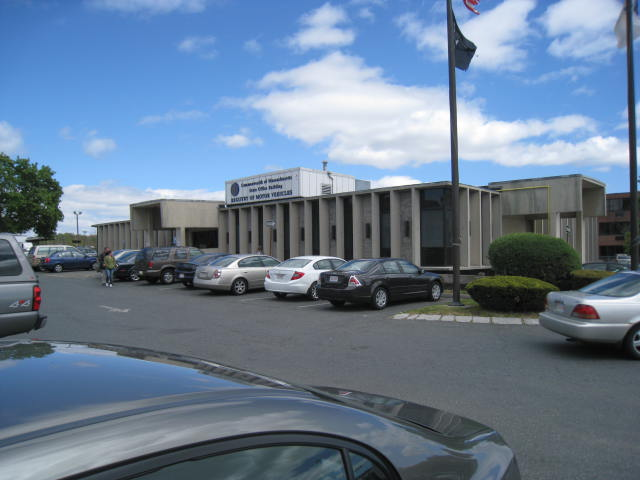 Commonwealth of Massachusetts
State Office Building
REGISTRY OF MOTOR VEHICLES